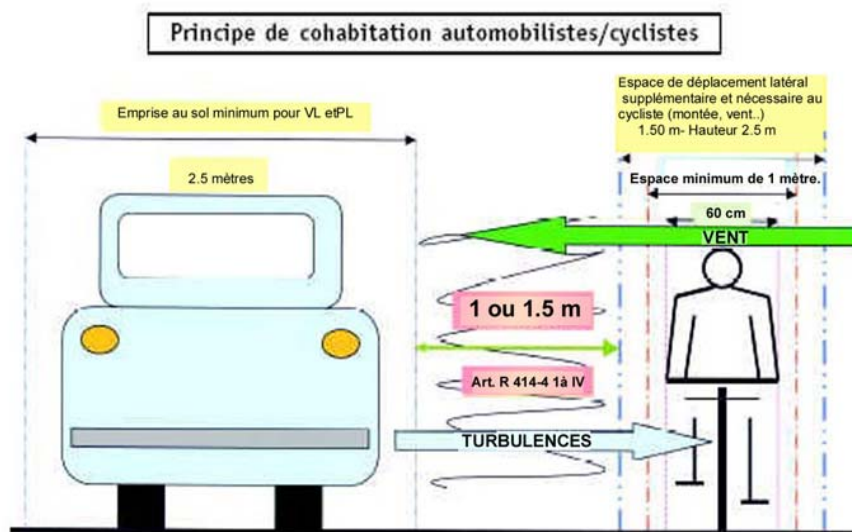 Principe de cohabitation automobilistes/cyclistes
Emprise au sol minimum pour VL etPL
2.5 mètres
Espace de déplacement latéral
supplémentaire et nécessaire au
cycliste (montée, vent..)
1.50 m- Hauteur 2.5 m
Espace minimum de 1 mètre.
60 cm
VENT
1 ou 1.5 m
Art. R 414-4 1à IV
TURBULENCES